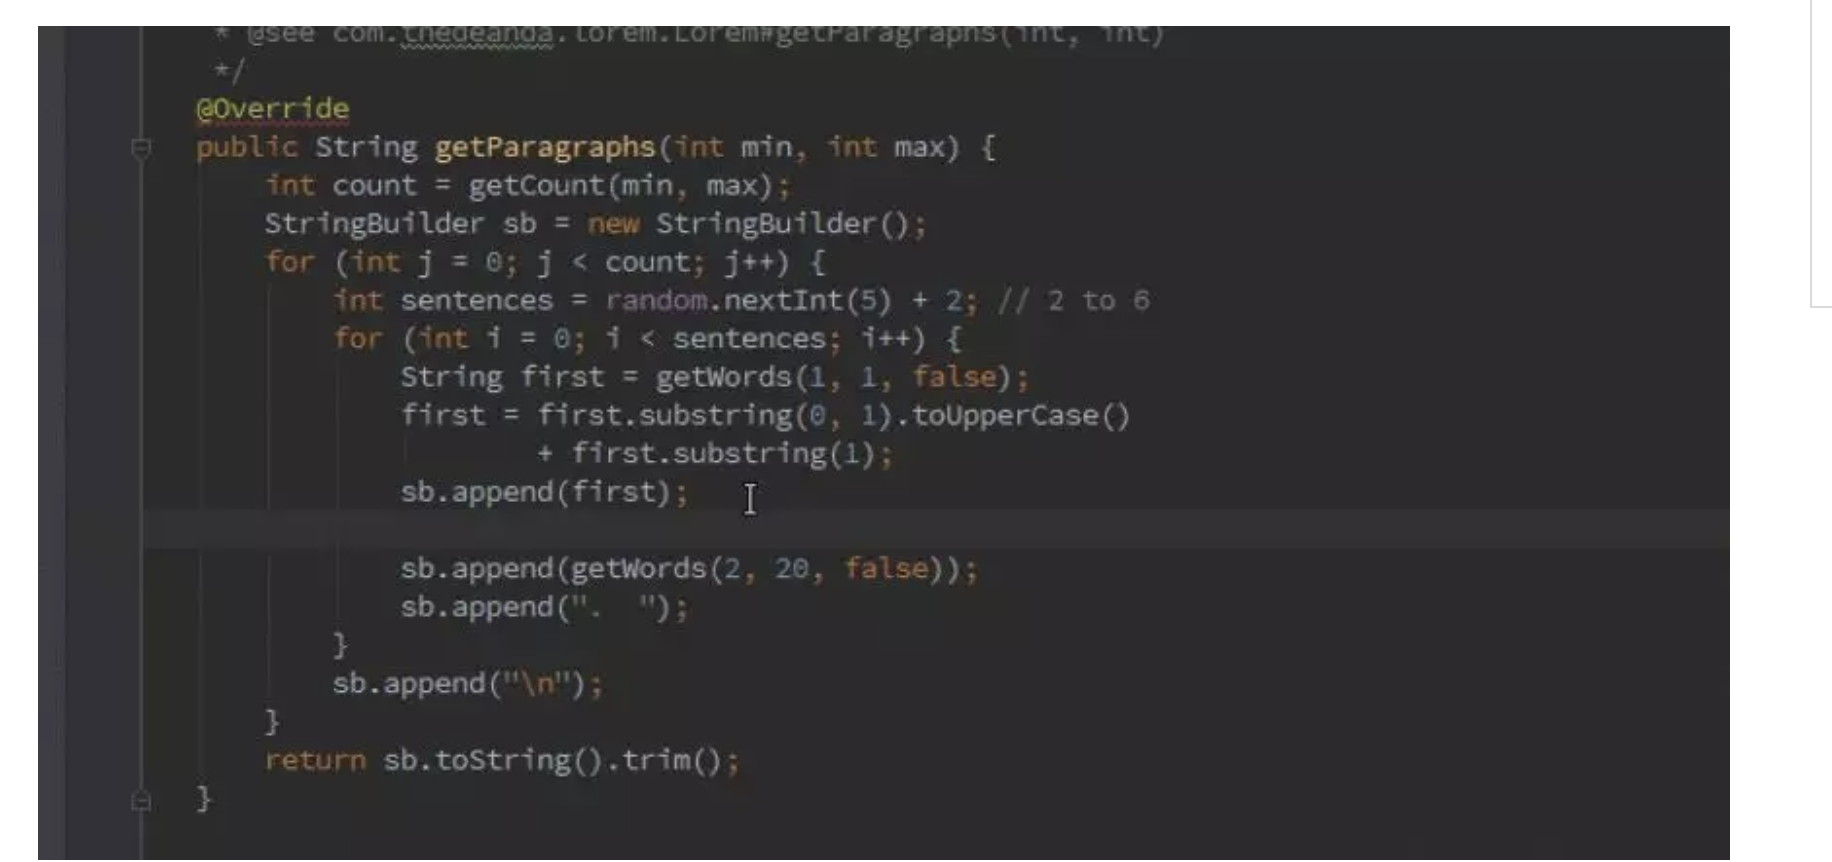 * @see com.thedeanda.lorem.Lorem#getParagraphs(int, int)
*/
@Override
public String getParagraphs(int min, int max) {
int count = getCount(min, max);
StringBuilder sb = new StringBuilder();
for (int j = 0; j < count; j++) {
int sentences = random.nextInt(5) + 2; // 2 to 6
for (int i = 0; i < sentences; i++) {
String first = getWords(1, 1, false);
first = first.substring(0, 1).toUpperCase()
+ first.substring(1);
sb.append(first);
sb.append(getWords(2, 20, false));
sb.append(".  ");
}
sb.append("\n");
}
return sb.toString().trim();
}